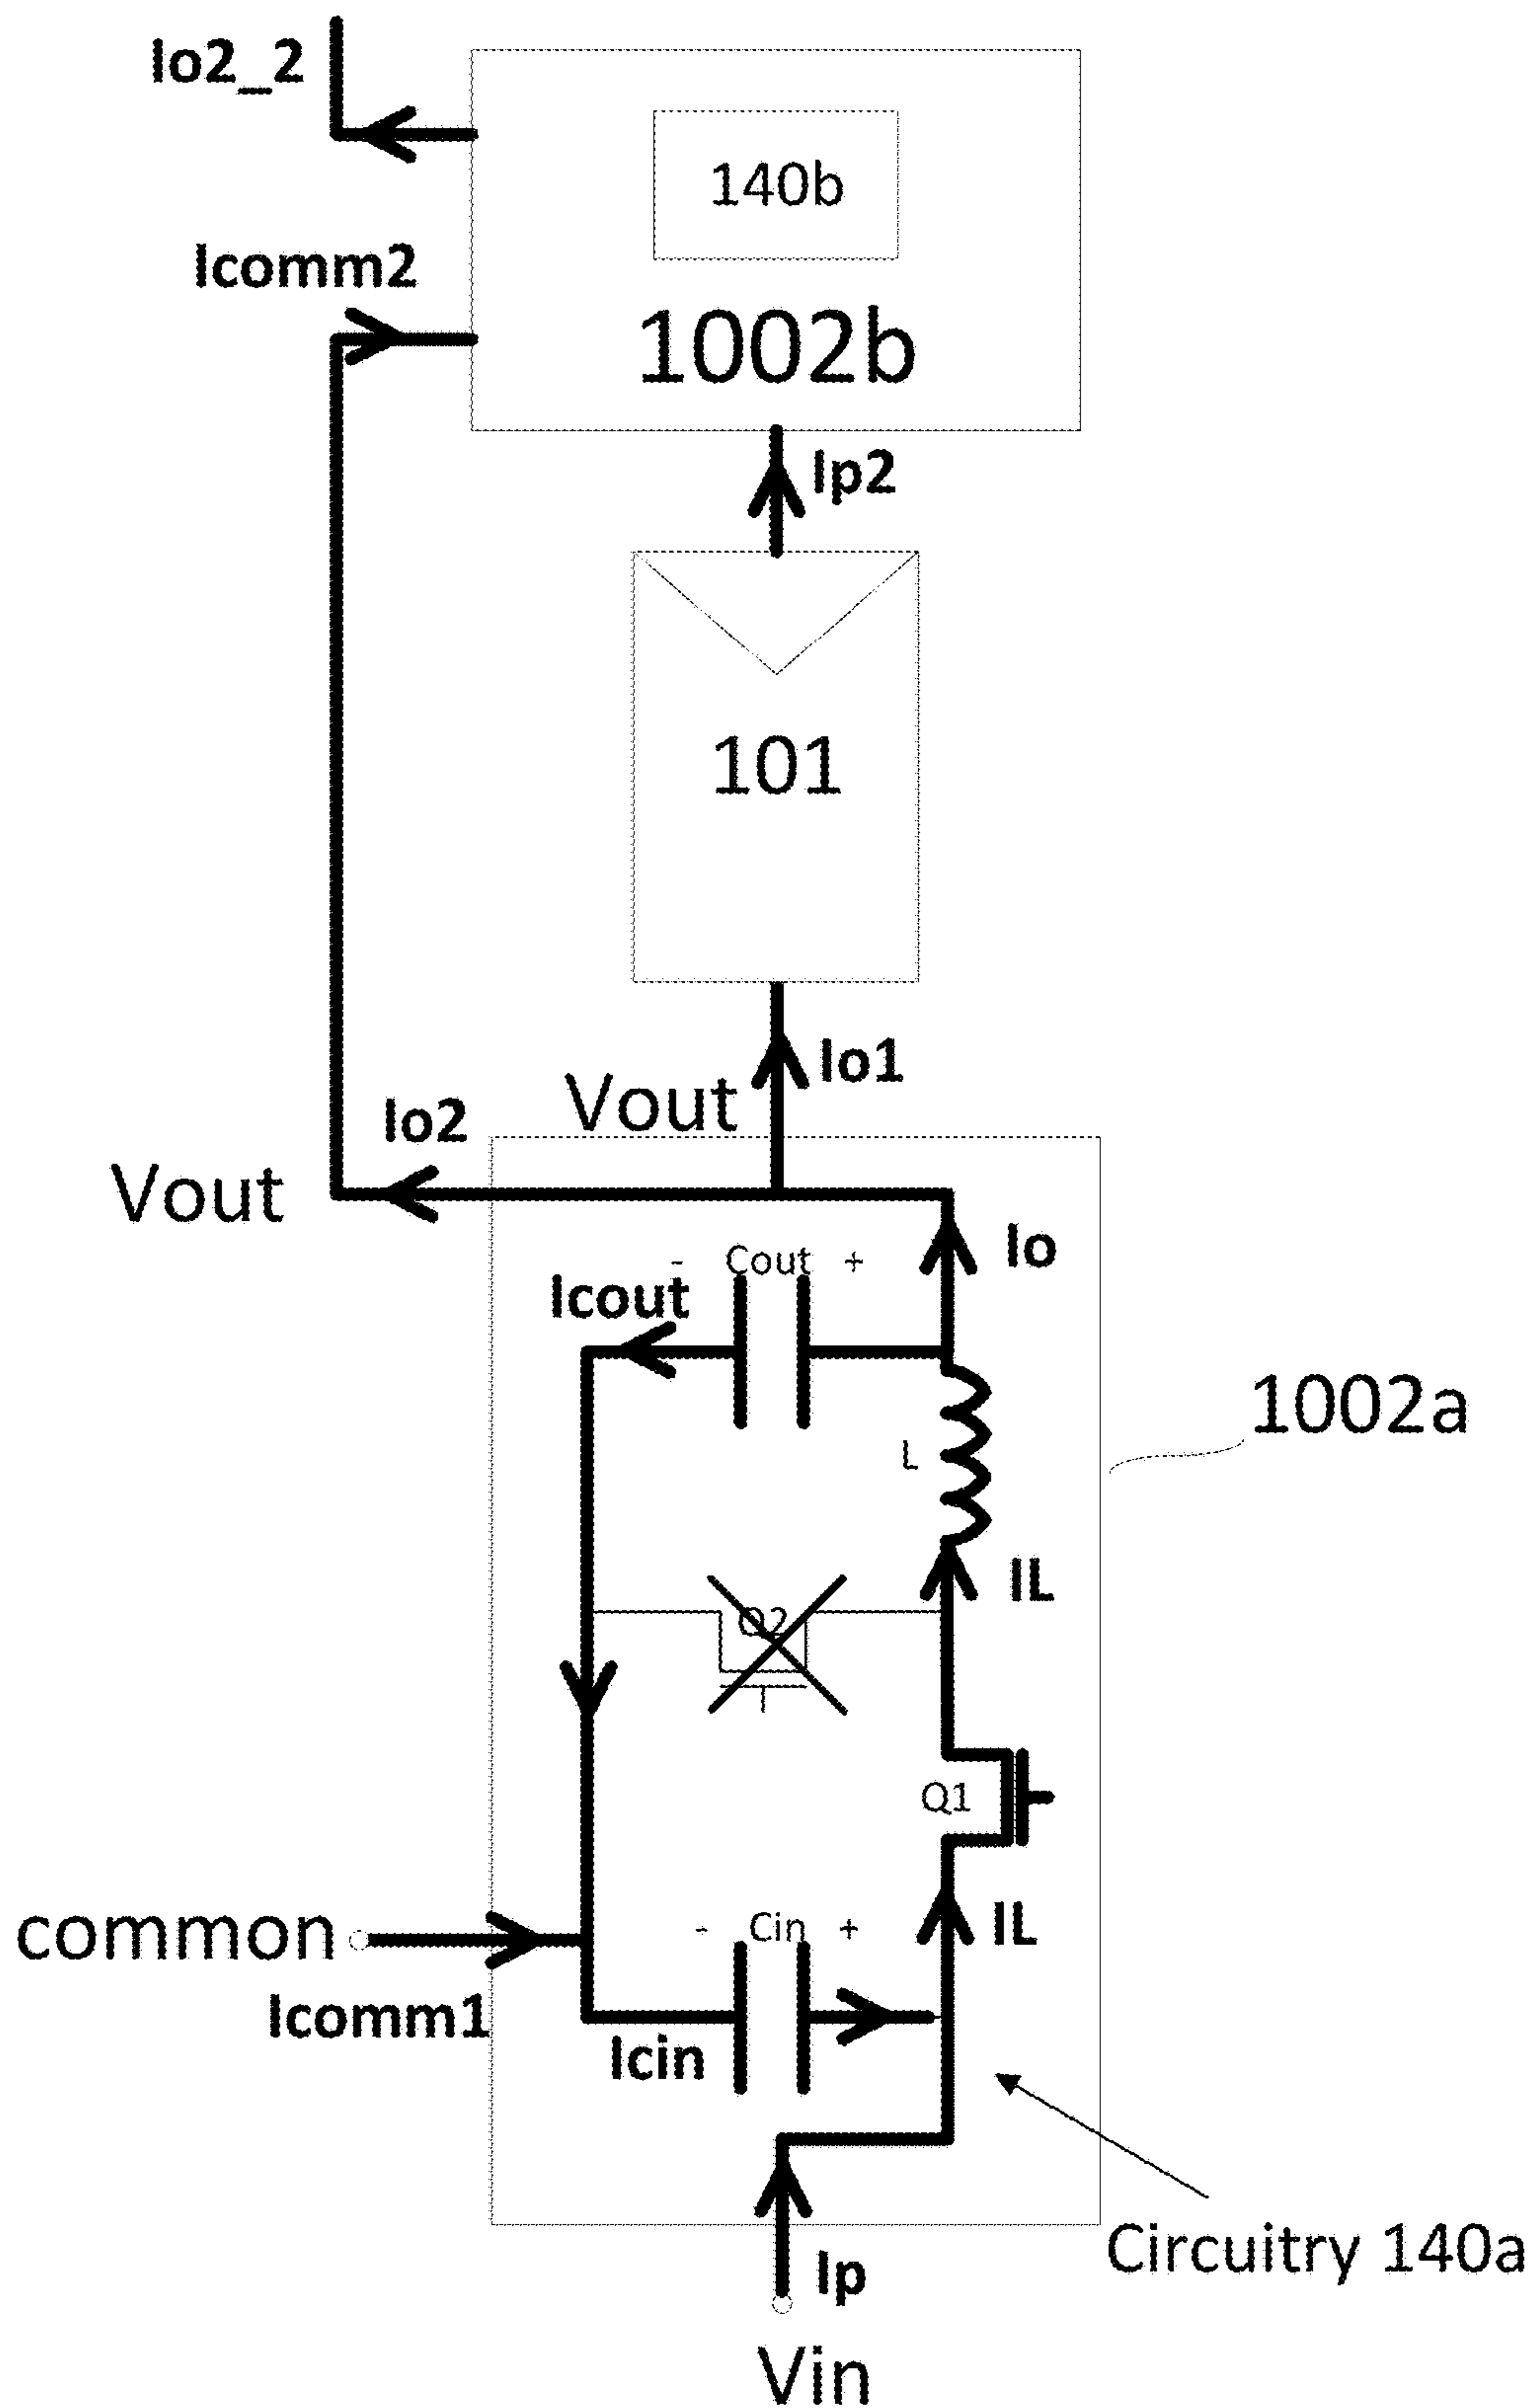 Io2_2
140b
Icomm2
1002b
Ip2
101
Io1
Vout
Io2
Vout
Io
- Cout +
Icout
1002a
L
IL
Q2
Q1
common
- Cin +
IL
Icomm1
Icin
Circuitry 140a
Ip
Vin